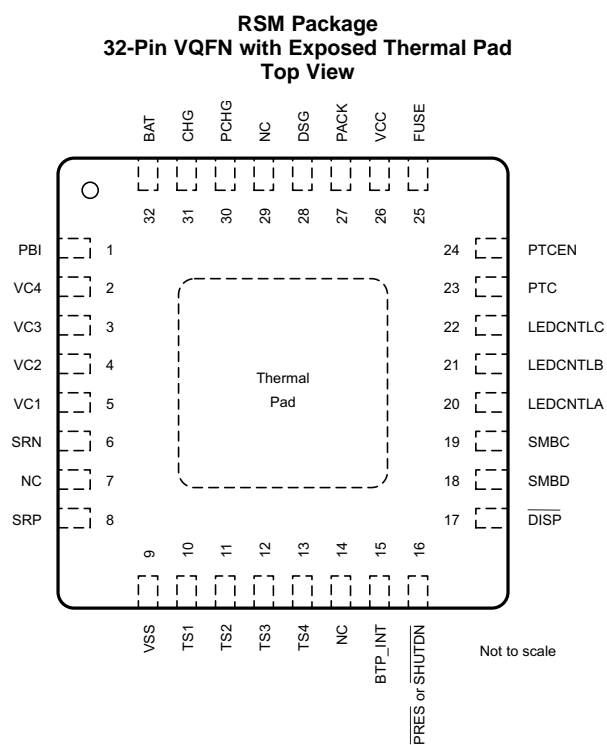 RSM Package
32-Pin VQFN with Exposed Thermal Pad
Top View
BAT
CHG
PCHG
NC
DSG
PACK
VCC
FUSE
32
31
30
29
28
27
26
25
PBI 1
VC4 2
VC3 3
VC2 4
VC1 5
SRN 6
NC 7
SRP 8
Thermal
Pad
24 PTCEN
23 PTC
22 LEDCNTLC
21 LEDCNTLB
20 LEDCNTLA
19 SMBC
18 SMBD
17 DISP
9
10
11
12
13
14
15
16
VSS
TS1
TS2
TS3
TS4
NC
BTP_INT
PRES or SHUTDN
Not to scale